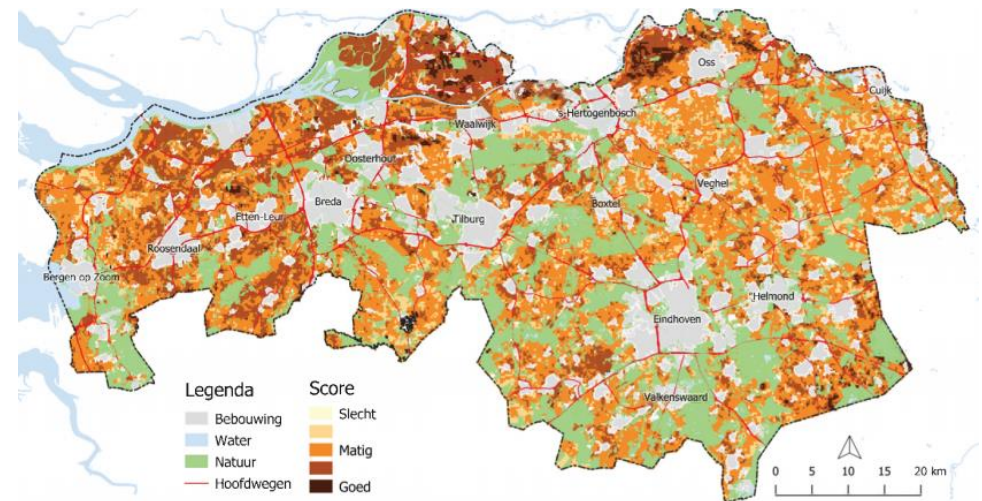 Oss
Cuijk
Waalwijk
's-Hertogenbosch
Oosterhout
Veghel
Breda
Boxtel
Etten-Leur
Tilburg
Roosendaal
Bergen op Zoom
Helmond
Eindhoven
Valkenswaard
Legenda
Bebouwing
Water
Natuur
Hoofdwegen
Score
Slecht
Matig
Goed
0 5 10 15 20 km